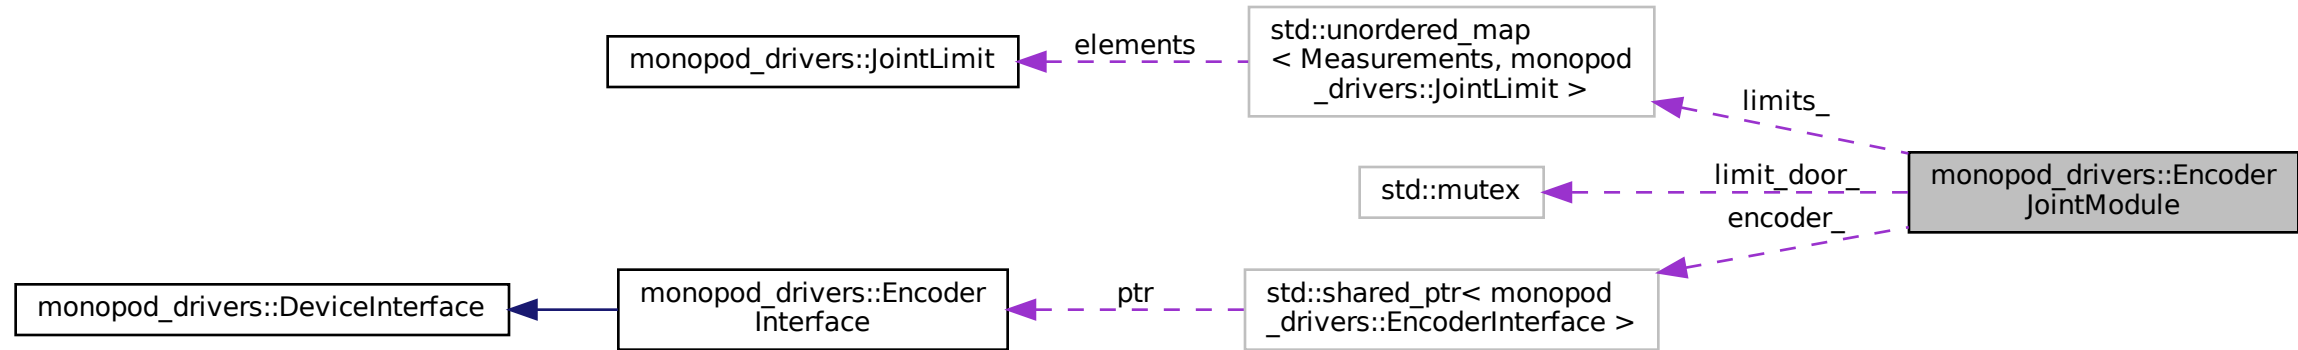 monopod_drivers::JointLimit
elements
std::unordered_map
< Measurements, monopod
_drivers::JointLimit >
limits_
std::mutex
limit_door_
monopod_drivers::Encoder
JointModule
encoder_
monopod_drivers::DeviceInterface
monopod_drivers::Encoder
Interface
ptr
std::shared_ptr< monopod
_drivers::EncoderInterface >